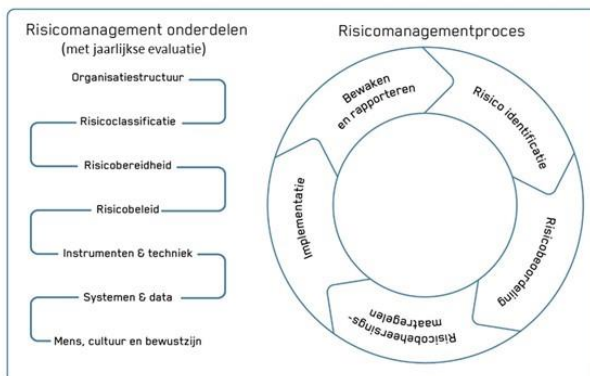 Risicomanagement onderdelen
(met jaarlijkse evaluatie)
Organisatiestructuur
Risicoclassificatie
Risicobereidheid
Risicobeleid
Instrumenten & techniek
Systemen & data
Mens, cultuur en bewustzijn
Risicomanagementproces
Bewaken
en rapporteren
Risico identificatie
Risicobeoordeling
Risicobeheersings-
maatregelen
Implementatie